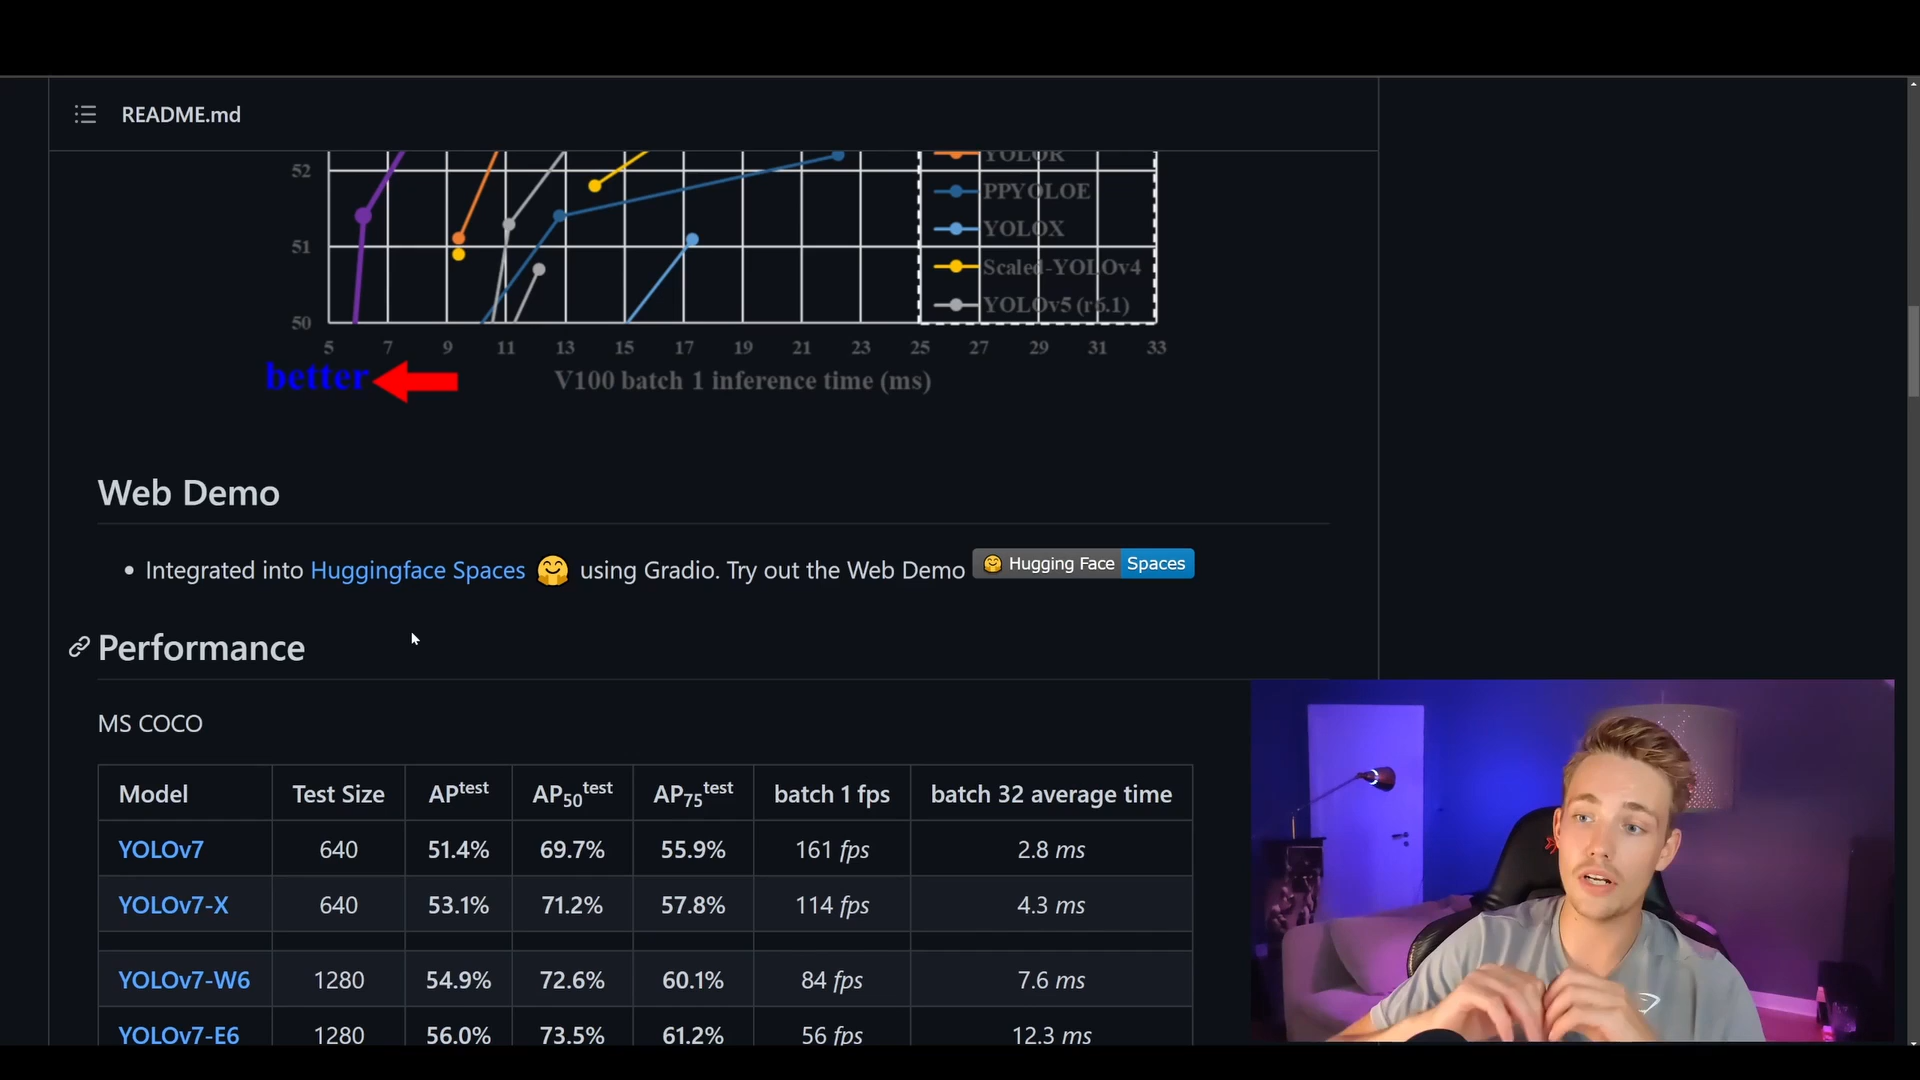 README.md
52
51
50
YOLOR
PPYOLOE
YOLOX
Scaled-YOLOv4
YOLOv5 (r6.1)
5 7 9 11 13 15 17 19 21 23 25 27 29 31 33
better
V100 batch 1 inference time (ms)
Web Demo
• Integrated into Huggingface Spaces 🤗 using Gradio. Try out the Web Demo 🤗 Hugging Face Spaces
Performance
MS COCO
Model Test Size APtest AP50test AP75test batch 1 fps batch 32 average time
YOLOv7 640 51.4% 69.7% 55.9% 161 fps 2.8 ms
YOLOv7-X 640 53.1% 71.2% 57.8% 114 fps 4.3 ms
YOLOv7-W6 1280 54.9% 72.6% 60.1% 84 fps 7.6 ms
YOLOv7-E6 1280 56.0% 73.5% 61.2% 56 fps 12.3 ms